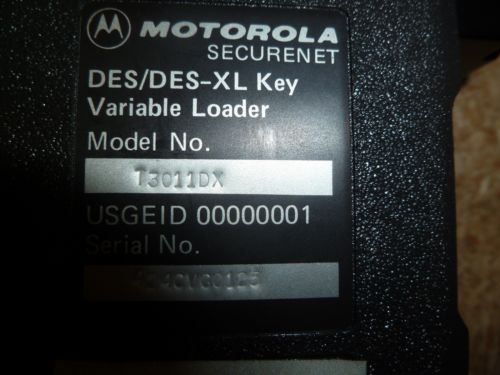 MOTOROLA
SECURENET
DES/DES-XL Key
Variable Loader
Model No.
T3011DX
USGEID 00000001
Serial No.